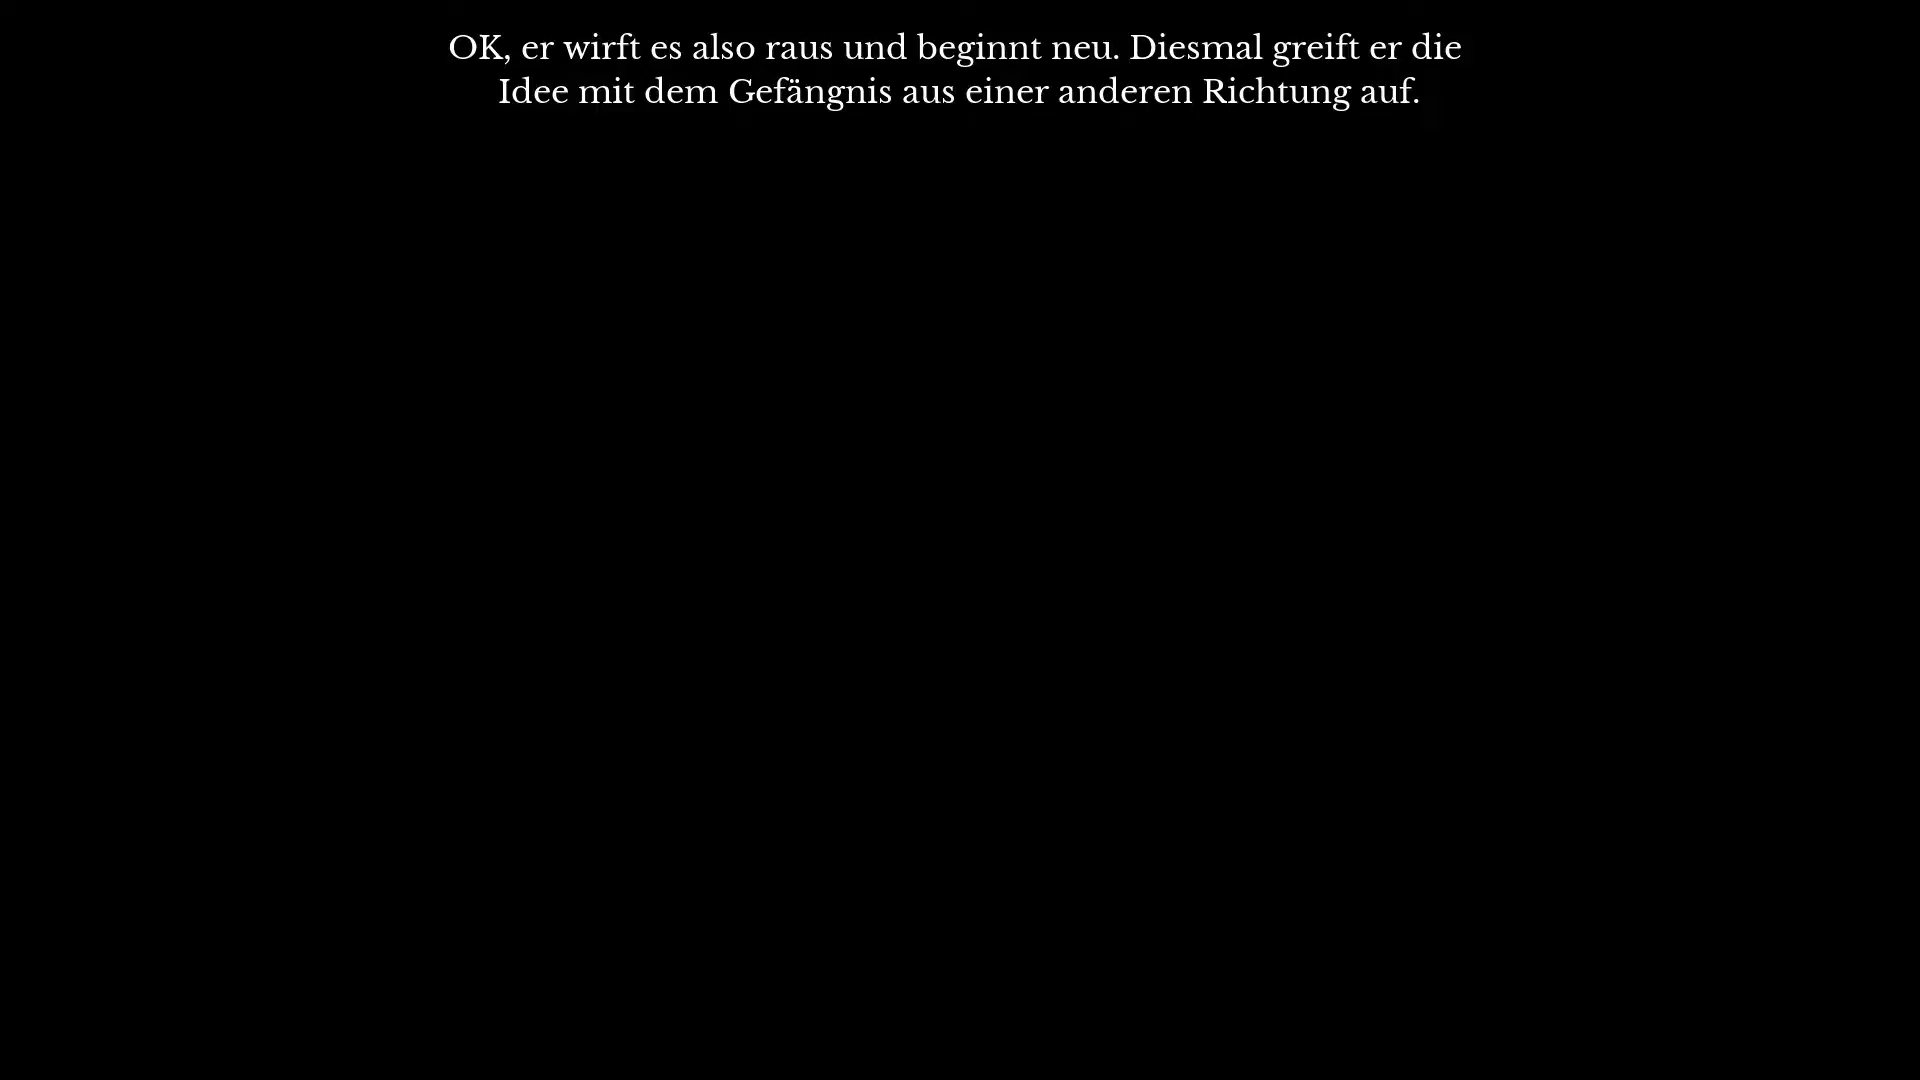 OK, er wirft es also raus und beginnt neu. Diesmal greift er die
Idee mit dem Gefängnis aus einer anderen Richtung auf.